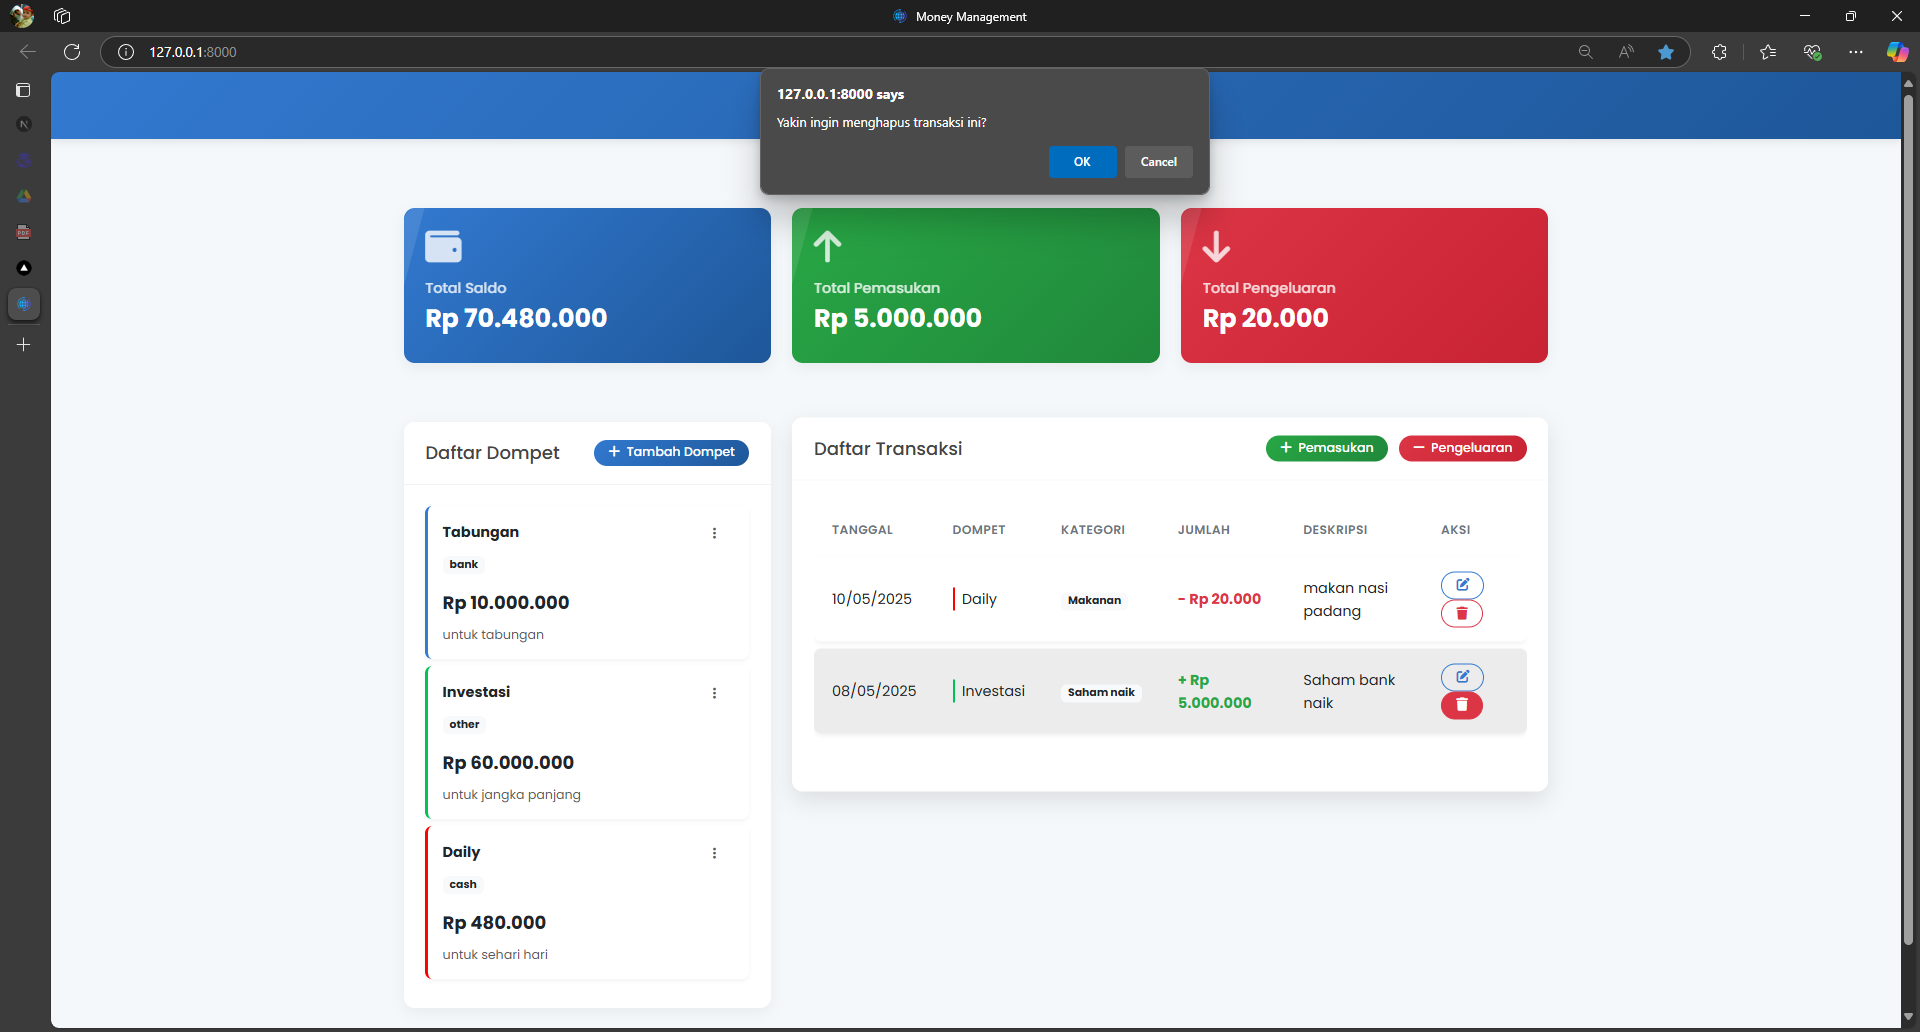 Money Management
127.0.0.1:8000
127.0.0.1:8000 says
Yakin ingin menghapus transaksi ini?
OK
Cancel
Total Saldo
Rp 70.480.000
Total Pemasukan
Rp 5.000.000
Total Pengeluaran
Rp 20.000
Daftar Dompet
+ Tambah Dompet
Tabungan
bank
Rp 10.000.000
untuk tabungan
Investasi
other
Rp 60.000.000
untuk jangka panjang
Daily
cash
Rp 480.000
untuk sehari hari
Daftar Transaksi
+ Pemasukan
− Pengeluaran
TANGGAL DOMPET KATEGORI JUMLAH DESKRIPSI AKSI
10/05/2025 Daily Makanan - Rp 20.000 makan nasi
padang
08/05/2025 Investasi Saham naik + Rp
5.000.000
Saham bank
naik